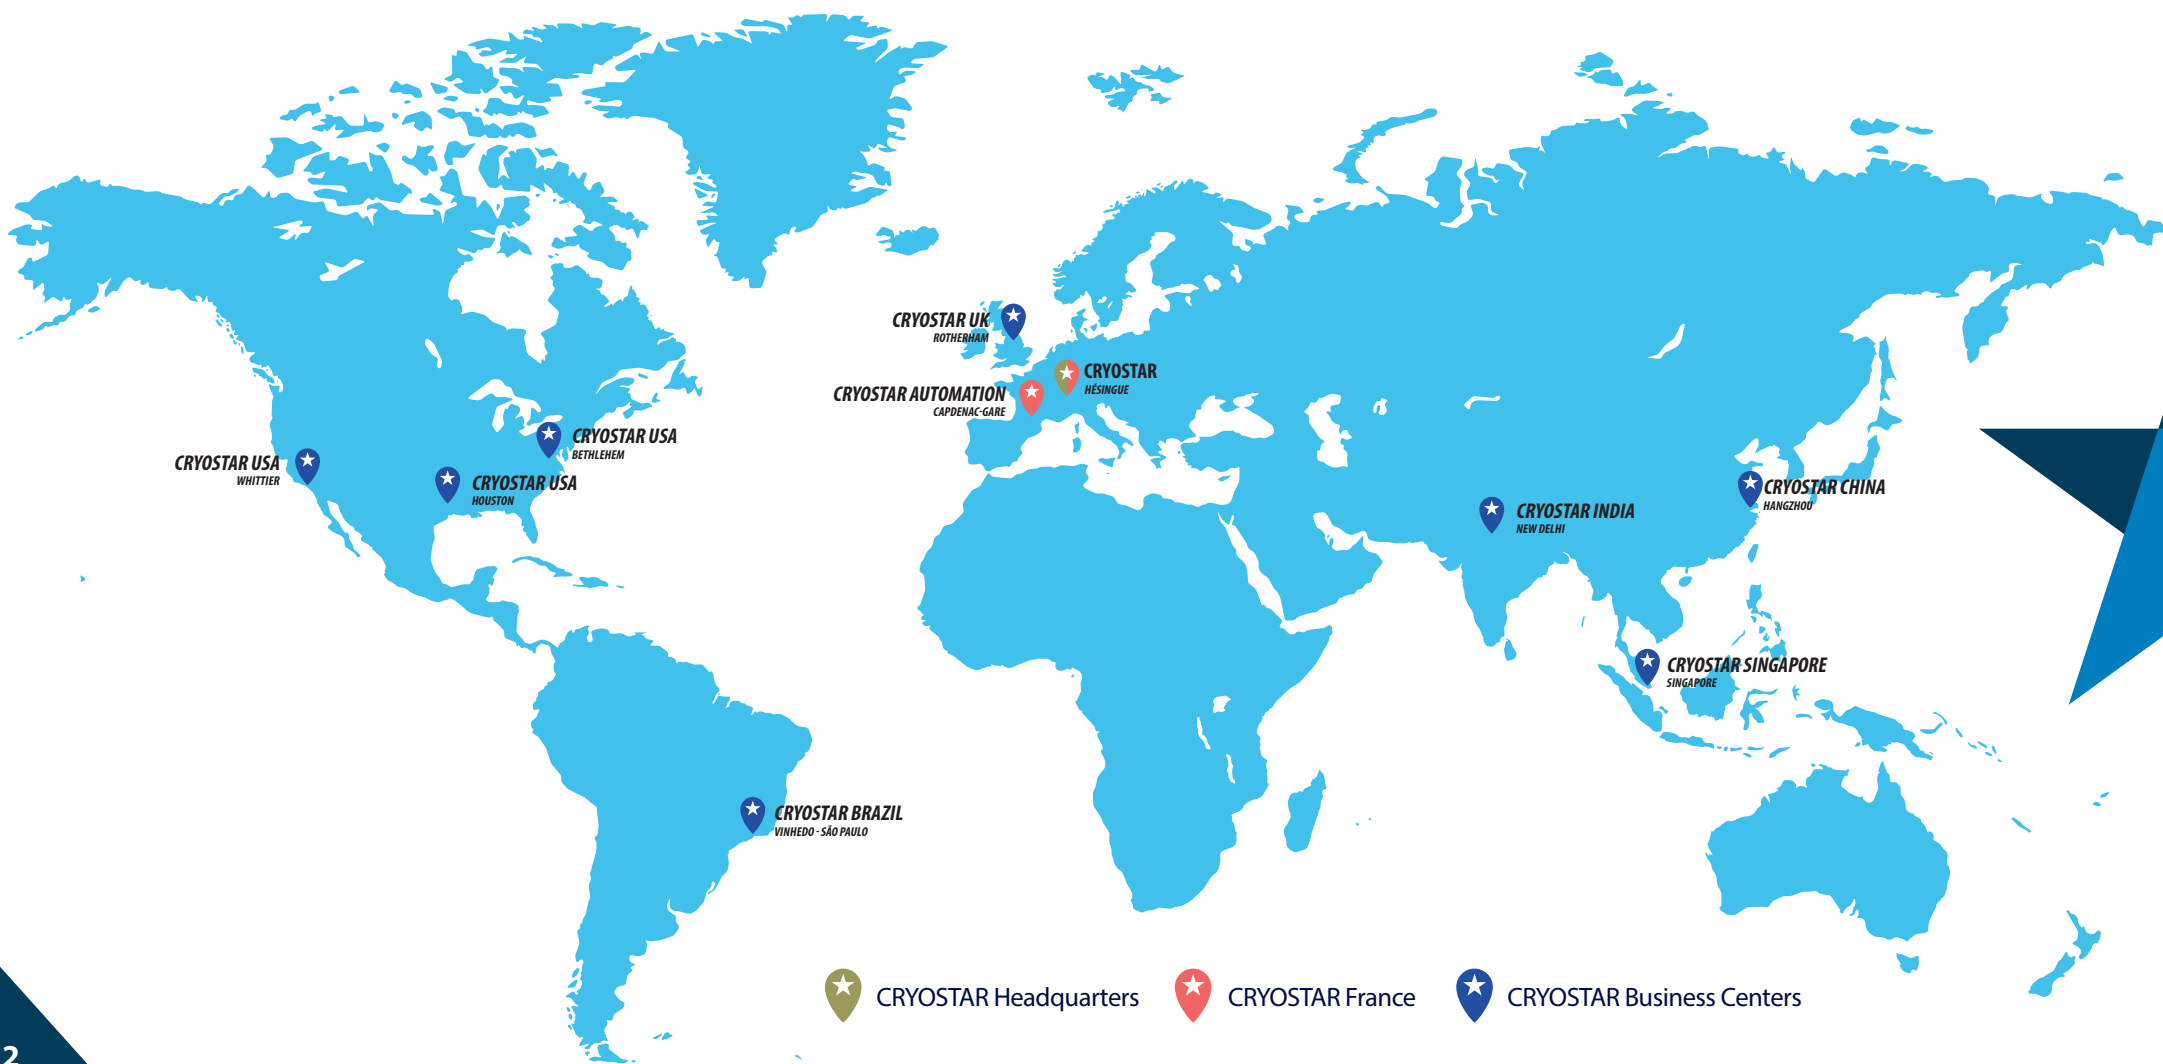 CRYOSTAR UK
ROTHERHAM
CRYOSTAR
HÉSINGUE
CRYOSTAR AUTOMATION
CAPDENAC-GARE
CRYOSTAR USA
BETHLEHEM
CRYOSTAR USA
WHITTIER
CRYOSTAR USA
HOUSTON
CRYOSTAR CHINA
HANGZHOU
CRYOSTAR INDIA
NEW DELHI
CRYOSTAR SINGAPORE
SINGAPORE
CRYOSTAR BRAZIL
VINHEDO - SÃO PAULO
CRYOSTAR Headquarters
CRYOSTAR France
CRYOSTAR Business Centers
2